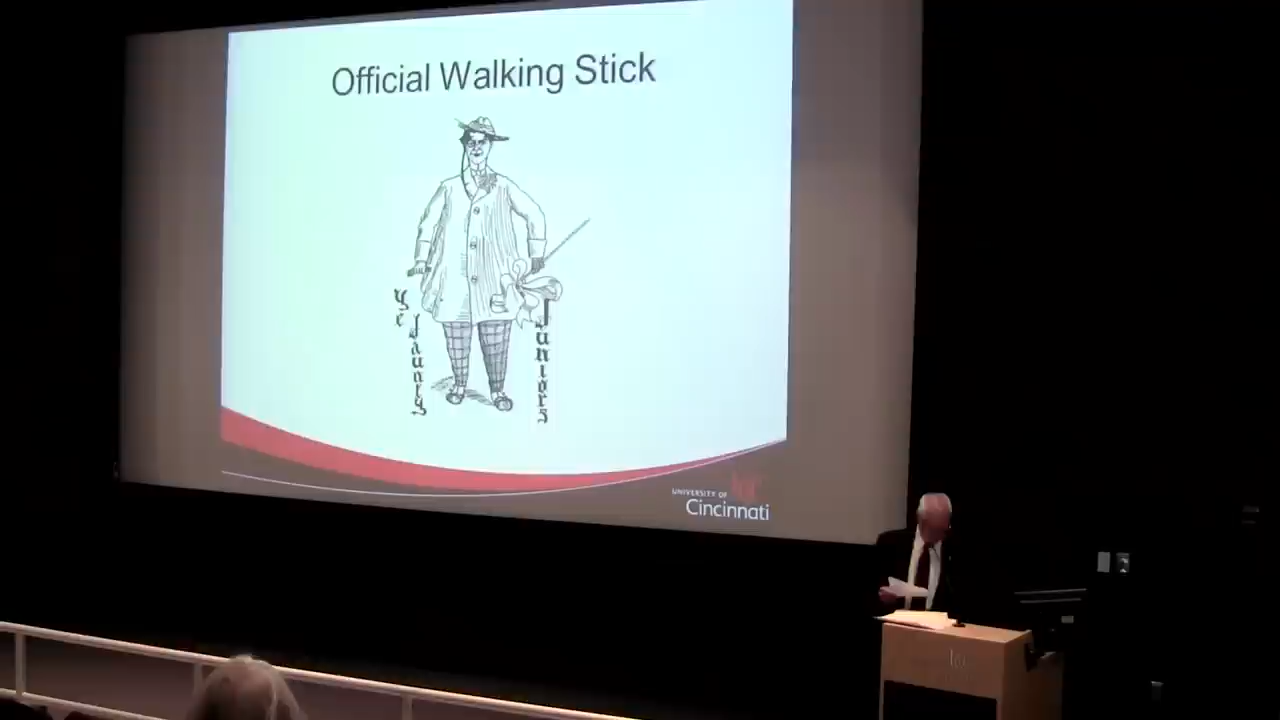 Official Walking Stick
Ye
Jaunty
Juniors
UNIVERSITY OF
Cincinnati